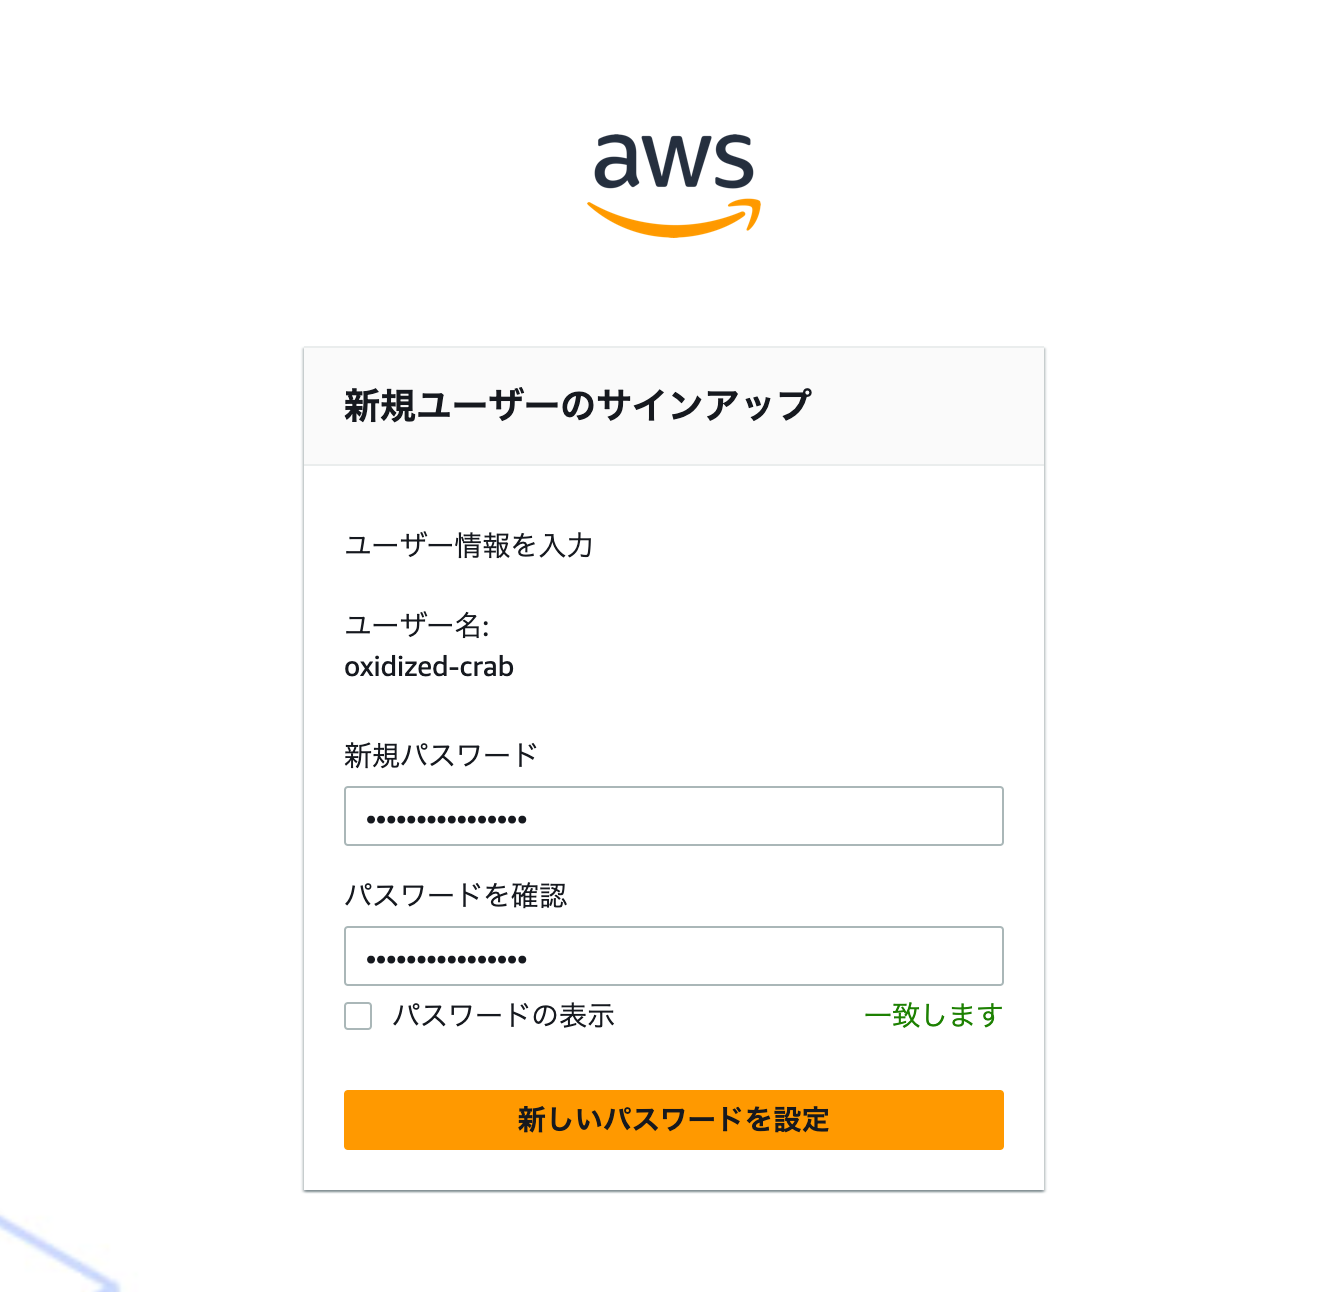 aws
新規ユーザーのサインアップ
ユーザー情報を入力
ユーザー名:
oxidized-crab
新規パスワード
••••••••••••••••
パスワードを確認
••••••••••••••••
パスワードの表示 一致します
新しいパスワードを設定